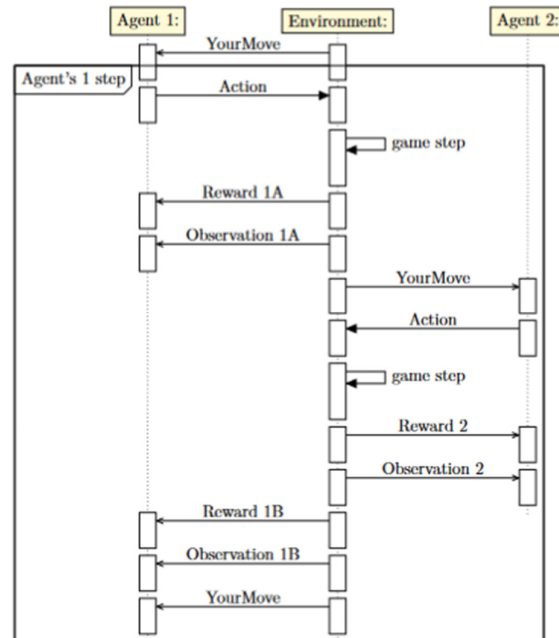 Agent 1:
Environment:
Agent 2:
YourMove
Agent's 1 step
Action
game step
Reward 1A
Observation 1A
YourMove
Action
game step
Reward 2
Observation 2
Reward 1B
Observation 1B
YourMove